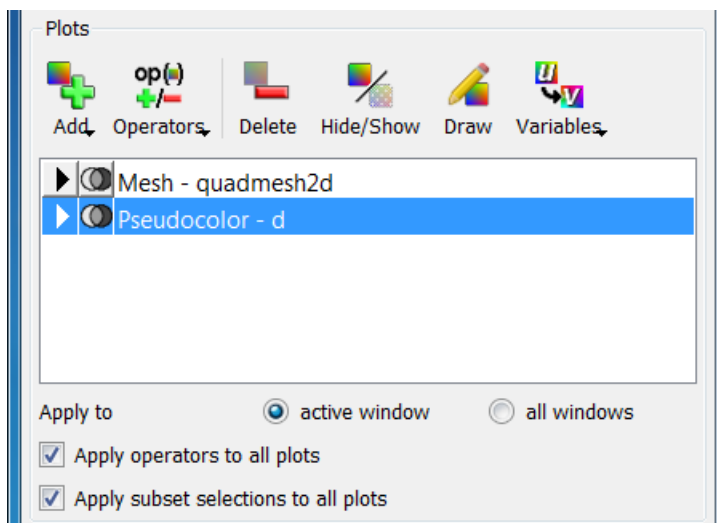 Plots
op(=)
+/-
Add Operators Delete Hide/Show Draw Variables
u
v
Mesh - quadmesh2d
Pseudocolor - d
Apply to active window all windows
Apply operators to all plots
Apply subset selections to all plots